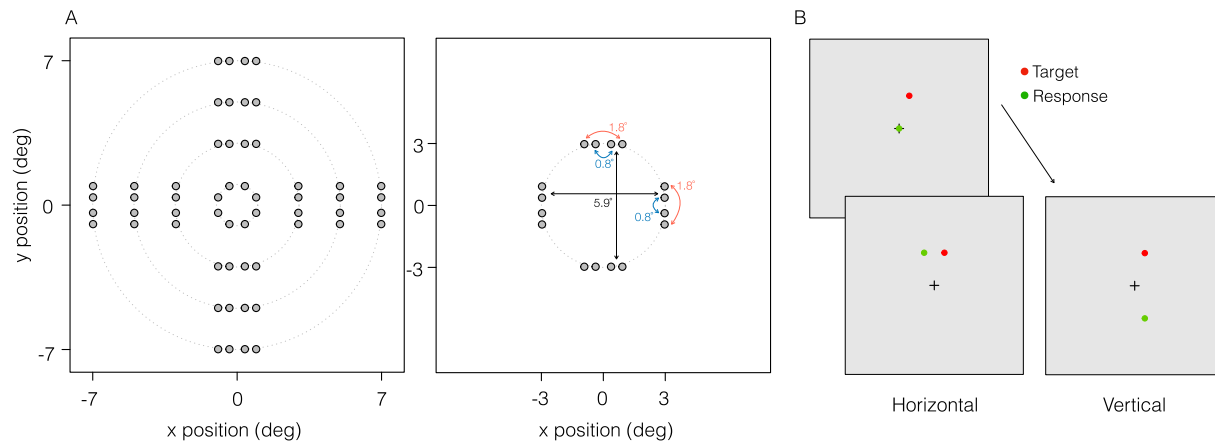 A
7
0
-7
y position (deg)
-7
0
7
x position (deg)
3
0
-3
1.8°
0.8°
5.9°
1.8°
0.8°
-3
0
3
x position (deg)
B
Target
Response
Horizontal
Vertical